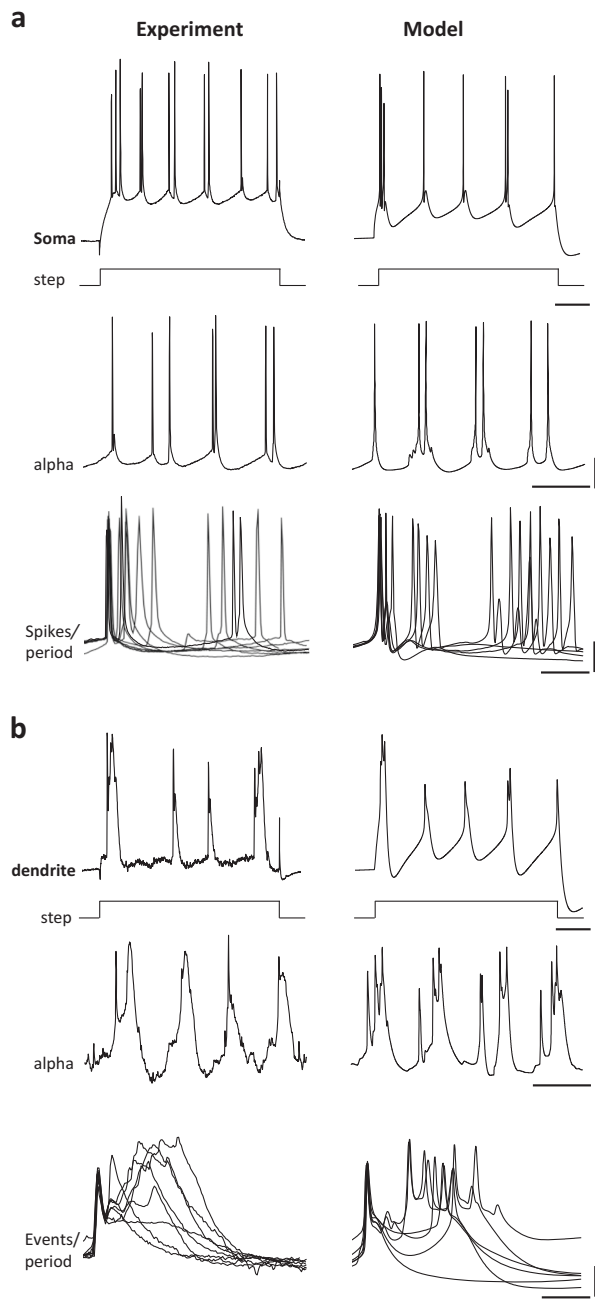 a
Experiment
Model
Soma
step
alpha
Spikes/
period
b
dendrite
step
alpha
Events/
period